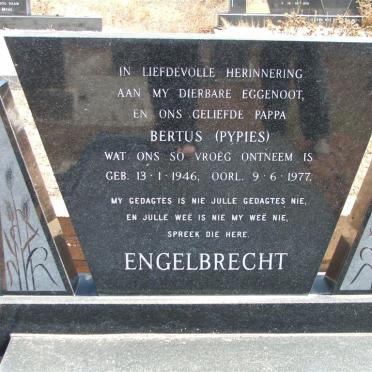 IN LIEFDEVOLLE HERINNERING
AAN MY DIERBARE EGGENOOT,
EN ONS GELIEFDE PAPPA
BERTUS (PYPIES)
WAT ONS SO VROEG ONTNEEM IS
GEB. 13·1·1946, OORL. 9·6·1977.
MY GEDAGTES IS NIE JULLE GEDAGTES NIE,
EN JULLE WEË IS NIE MY WEË NIE,
SPREEK DIE HERE.
ENGELBRECHT